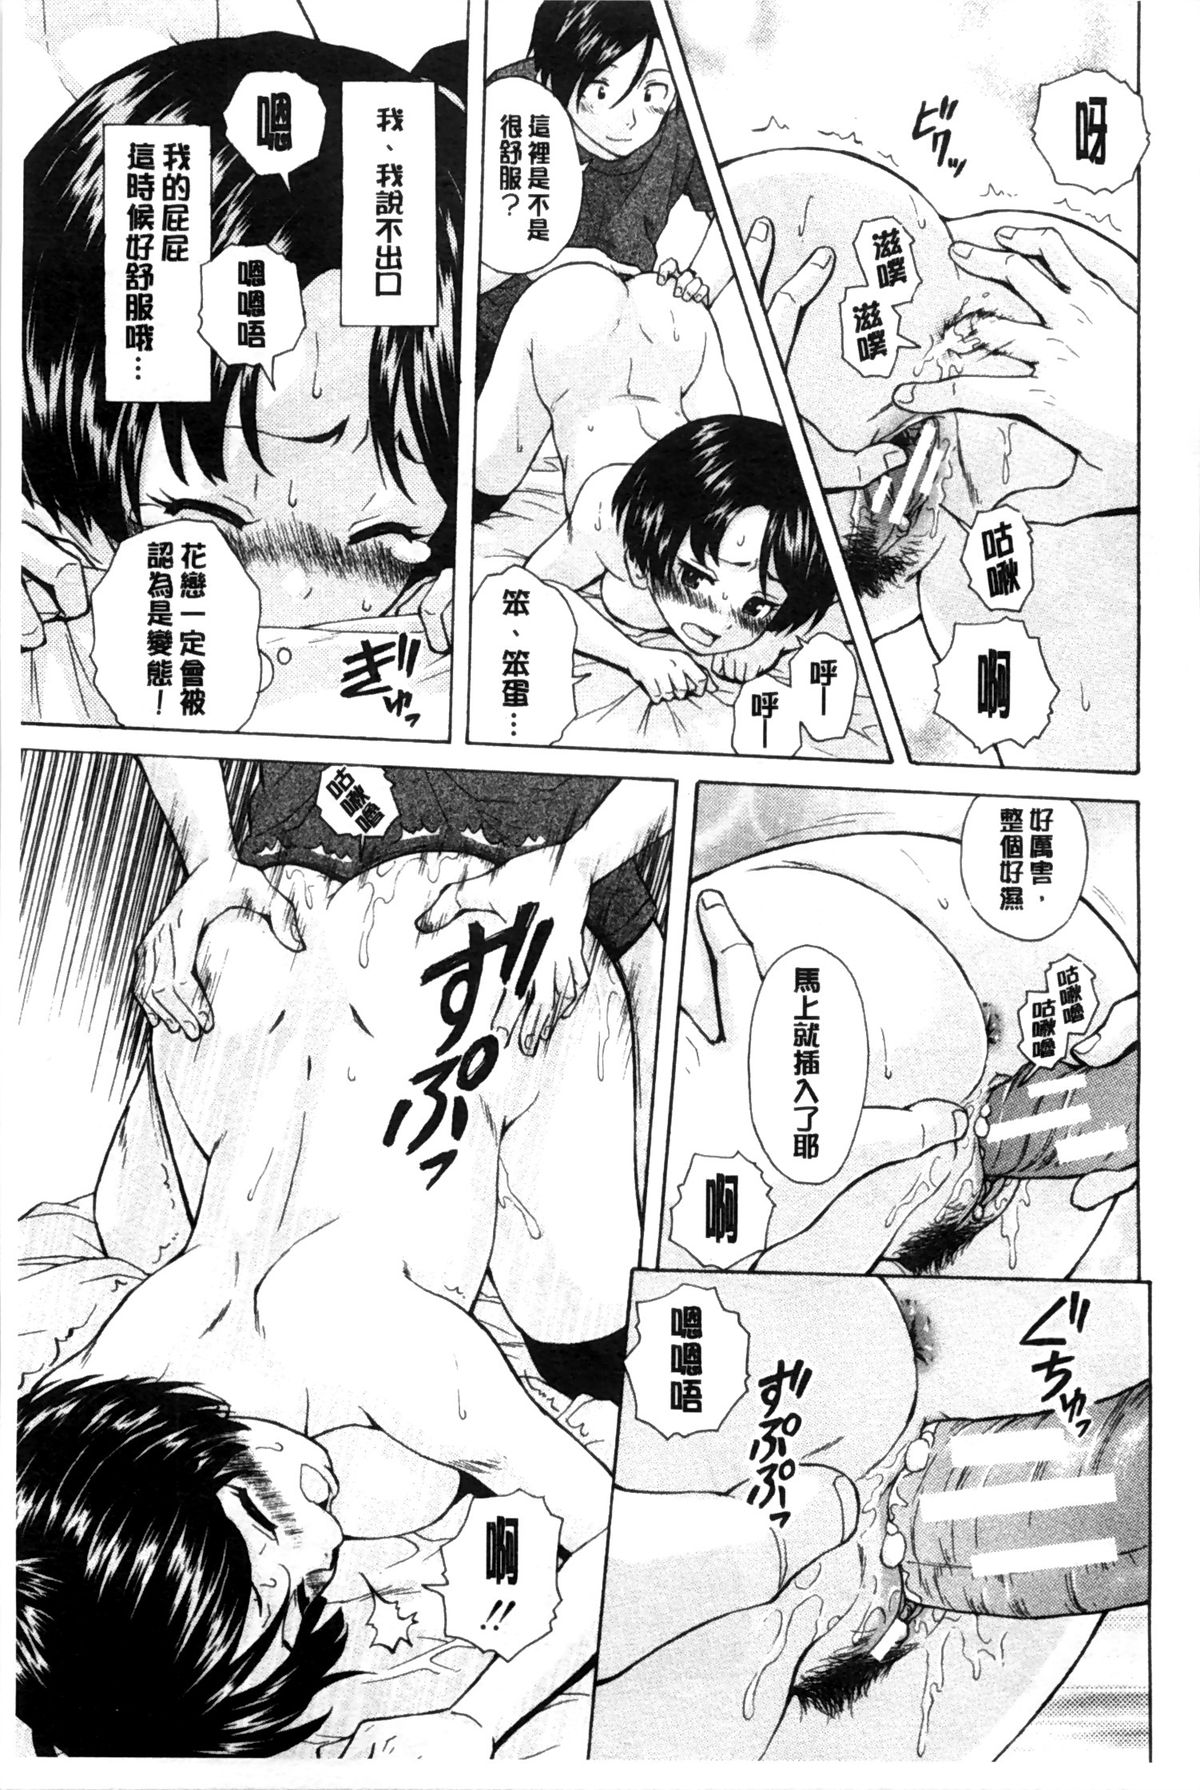 呀
ビクッ
滋噗
滋噗
咕啾
啊
這裡是不是
很舒服？
笨、笨蛋…
呼ー
呼ー
我、我說不出口
嗯
我的屁屁
這時候好舒服哦…
嗯嗯唔
花戀一定會被
認為是變態！
ぎゅっ
好厲害，
整個好濕
咕啾嚕
咕啾嚕
馬上就插入了耶
啊
ぐちゅっ
嗯嗯唔
ずぷぷっ
咕啾嚕
ずぷっ
啊!!